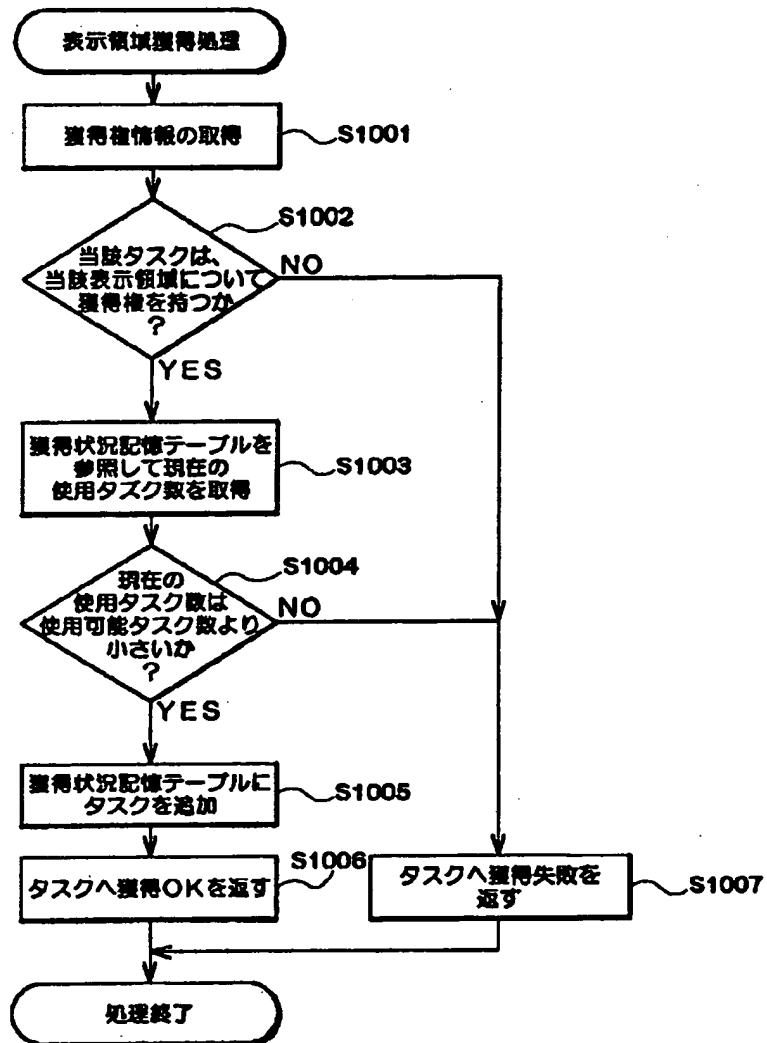 表示領域獲得処理
獲得権情報の取得
S1001
S1002
当該タスクは、
当該表示領域について
獲得権を持つか
?
NO
YES
獲得状況記憶テーブルを
参照して現在の
使用タスク数を取得
S1003
S1004
現在の
使用タスク数は
使用可能タスク数より
小さいか
?
NO
YES
獲得状況記憶テーブルに
タスクを追加
S1005
S1006
タスクへ獲得OKを返す
タスクへ獲得失敗を
返す
S1007
処理終了